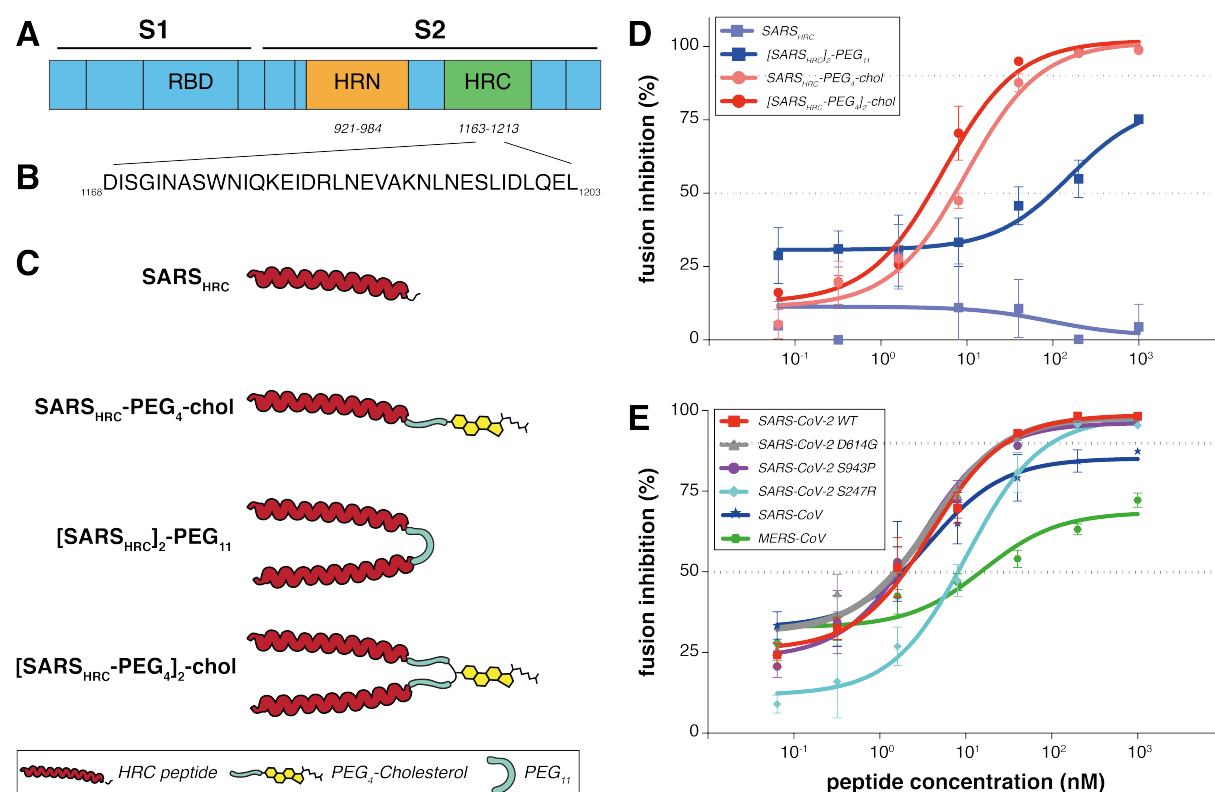 A
S1 S2
RBD HRN HRC
921-984 1163-1213
B
1168DISGINASWNIQKEIDRLNEVAKNLNESLIDLQEL1203
C
SARSHRC
SARSHRC-PEG4-chol
[SARSHRC]2-PEG11
[SARSHRC-PEG4]2-chol
HRC peptide PEG4-Cholesterol PEG11
D
SARSHRC
[SARSHRC]2-PEG11
SARSHRC-PEG4-chol
[SARSHRC-PEG4]2-chol
fusion inhibition (%)
100
75
50
25
0
10-1 100 101 102 103
E
SARS-CoV-2 WT
SARS-CoV-2 D614G
SARS-CoV-2 S943P
SARS-CoV-2 S247R
SARS-CoV
MERS-CoV
fusion inhibition (%)
100
75
50
25
0
10-1 100 101 102 103
peptide concentration (nM)